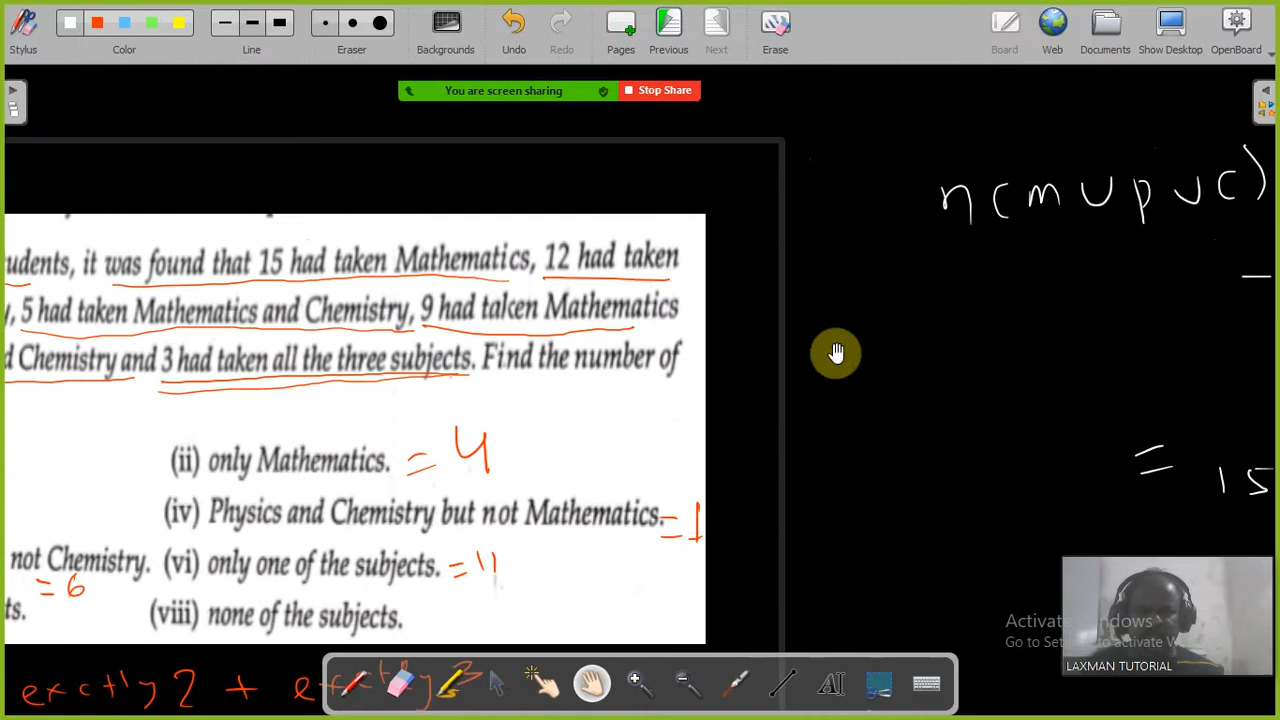 Stylus Color Line Eraser Backgrounds Undo Redo Pages Previous Next Erase Board Web Documents Show Desktop OpenBoard
You are screen sharing Stop Share
n(m∪p∪c)
udents, it was found that 15 had taken Mathematics, 12 had taken
y, 5 had taken Mathematics and Chemistry, 9 had taken Mathematics
d Chemistry and 3 had taken all the three subjects. Find the number of
(ii) only Mathematics. = 4
= 15
(iv) Physics and Chemistry but not Mathematics. = 1
not Chemistry. (vi) only one of the subjects. = 11
= 6
ts. (viii) none of the subjects.
Activate Windows
Go to Settings to activate W
LAXMAN TUTORIAL
exctly 2 +